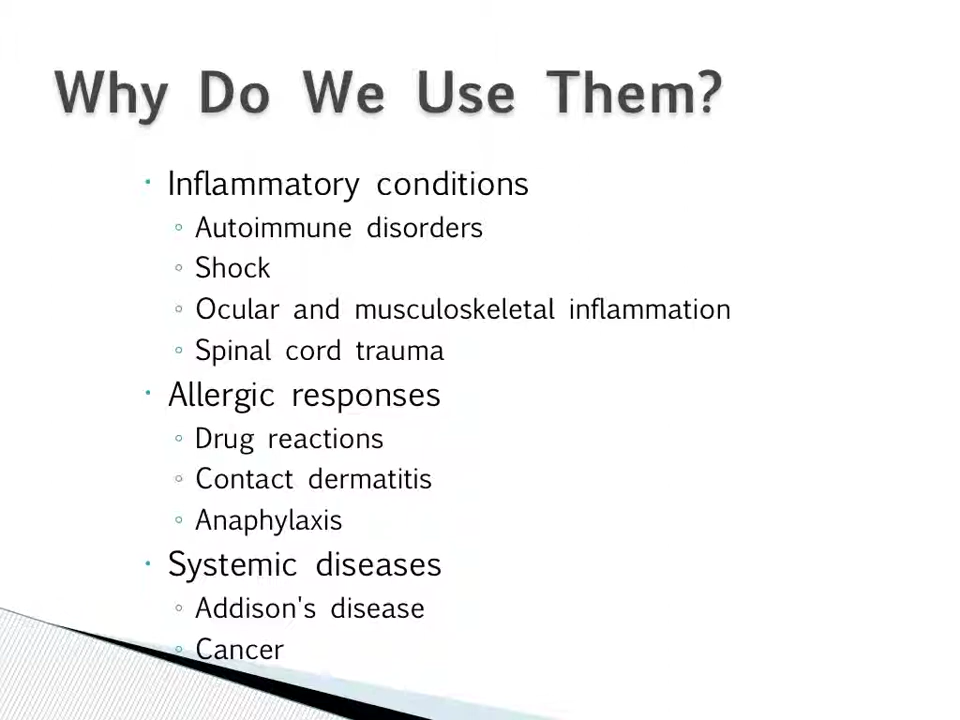 Why Do We Use Them?
• Inflammatory conditions
◦ Autoimmune disorders
◦ Shock
◦ Ocular and musculoskeletal inflammation
◦ Spinal cord trauma
• Allergic responses
◦ Drug reactions
◦ Contact dermatitis
◦ Anaphylaxis
• Systemic diseases
◦ Addison's disease
◦ Cancer